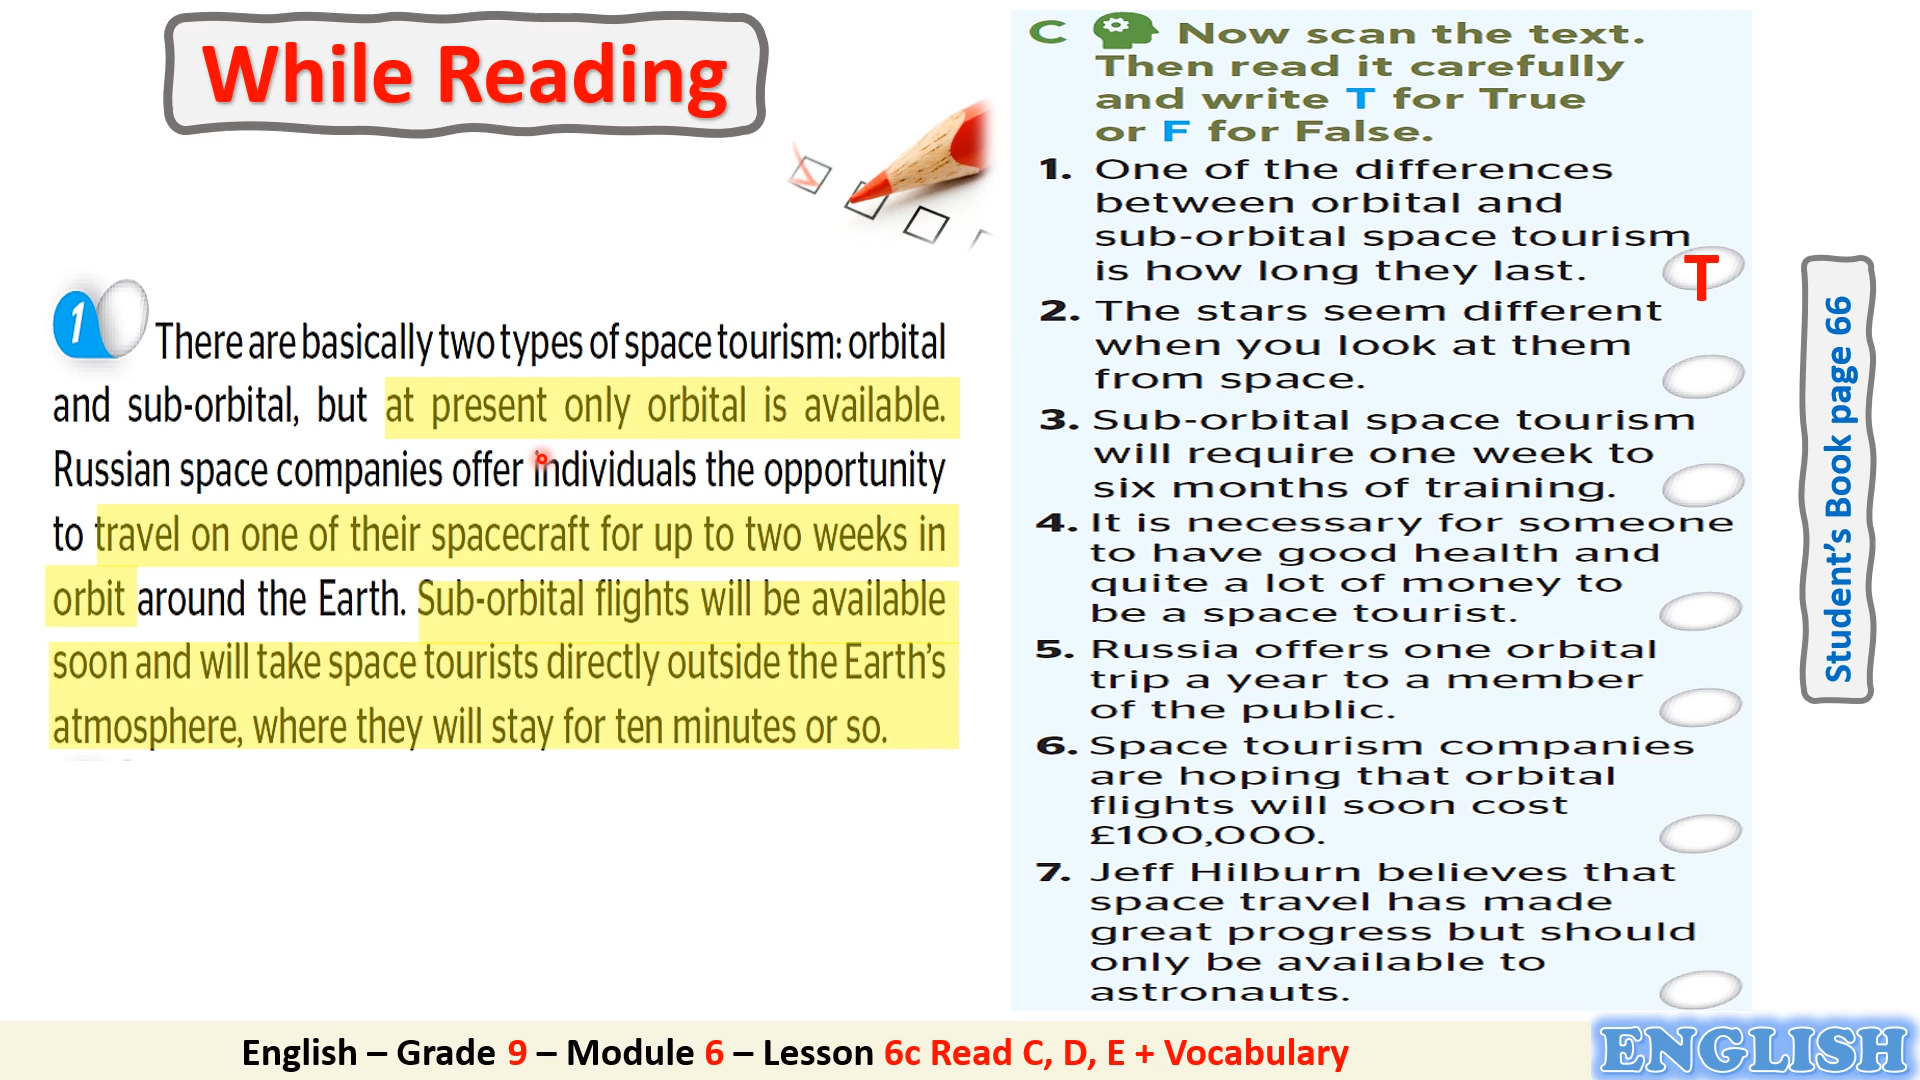 While Reading
1
There are basically two types of space tourism: orbital
and sub-orbital, but at present only orbital is available.
Russian space companies offer individuals the opportunity
to travel on one of their spacecraft for up to two weeks in
orbit around the Earth. Sub-orbital flights will be available
soon and will take space tourists directly outside the Earth's
atmosphere, where they will stay for ten minutes or so.
C Now scan the text.
Then read it carefully
and write T for True
or F for False.
1. One of the differences
between orbital and
sub-orbital space tourism
is how long they last.
T
2. The stars seem different
when you look at them
from space.
3. Sub-orbital space tourism
will require one week to
six months of training.
4. It is necessary for someone
to have good health and
quite a lot of money to
be a space tourist.
5. Russia offers one orbital
trip a year to a member
of the public.
6. Space tourism companies
are hoping that orbital
flights will soon cost
£100,000.
7. Jeff Hilburn believes that
space travel has made
great progress but should
only be available to
astronauts.
Student's Book page 66
English – Grade 9 – Module 6 – Lesson 6c Read C, D, E + Vocabulary
ENGLISH